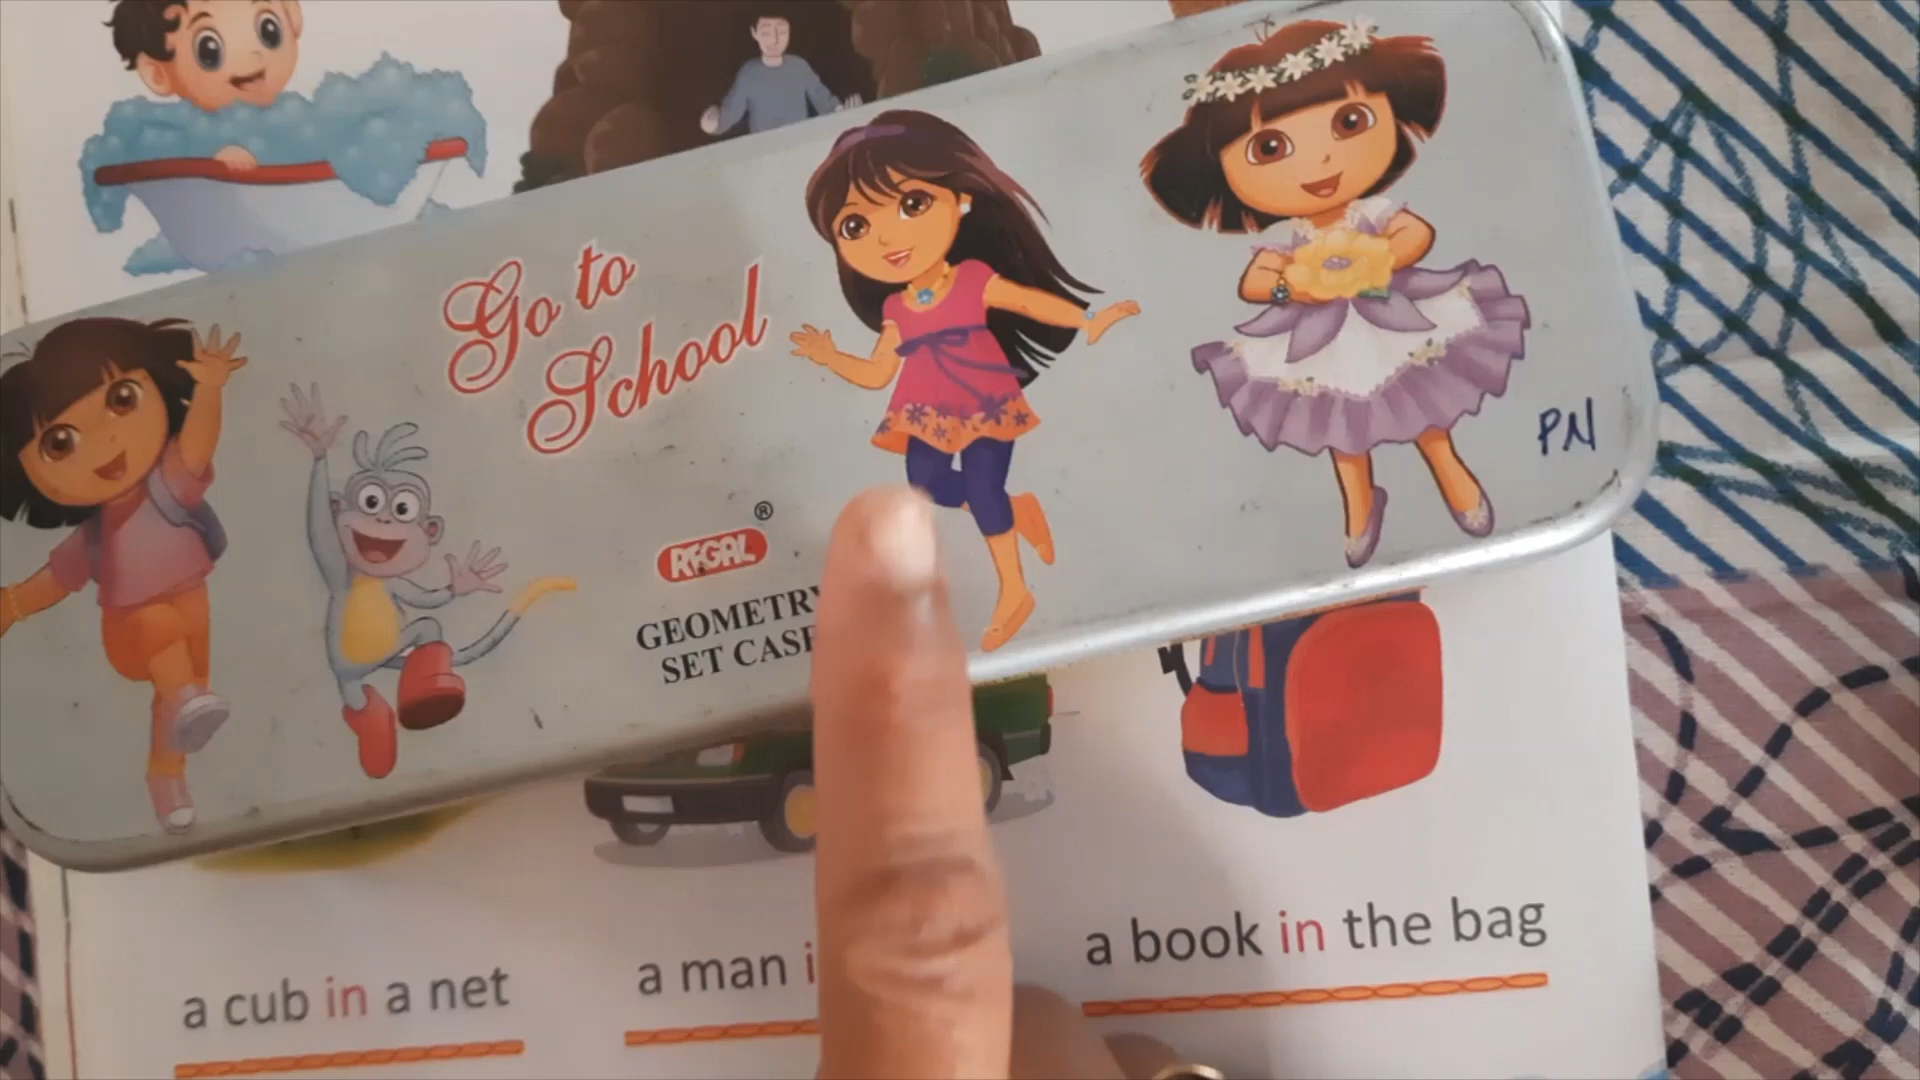 Go to
School
REGAL®
GEOMETRY
SET CASE
PN
a cub in a net
a man
a book in the bag